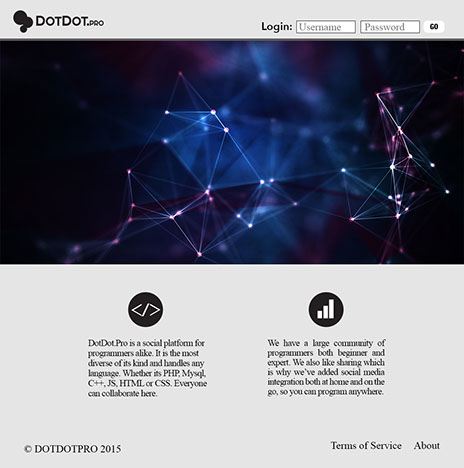 DOTDOT.PRO
Login: Username Password GO
</>
DotDot.Pro is a social platform for
programmers alike. It is the most
diverse of its kind and handles any
language. Whether its PHP, Mysql,
C++, JS, HTML or CSS. Everyone
can collaborate here.
We have a large community of
programmers both beginner and
expert. We also like sharing which
is why we've added social media
integration both at home and on the
go, so you can program anywhere.
© DOTDOTPRO 2015
Terms of Service About